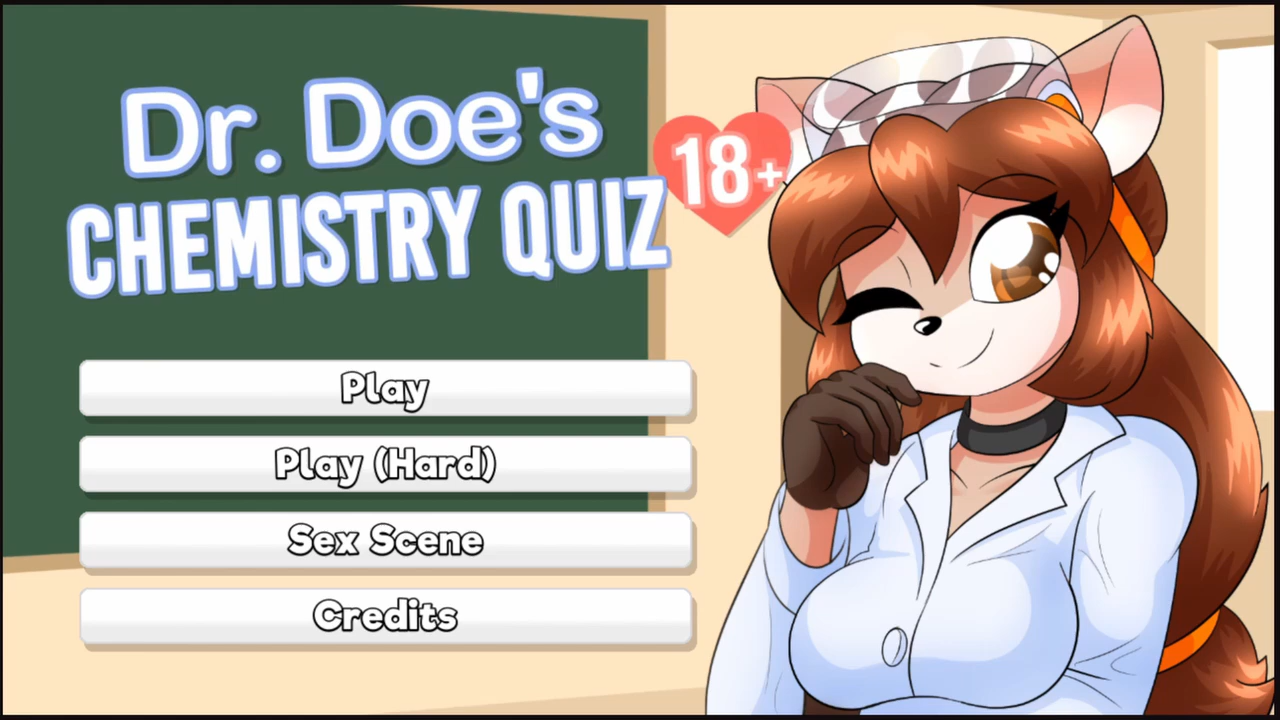 Dr. Doe's
CHEMISTRY QUIZ
18+
Play
Play (Hard)
Sex Scene
Credits